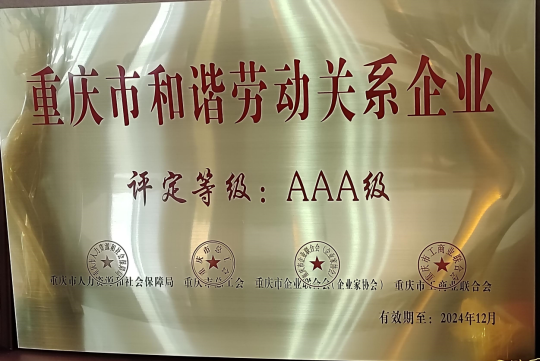 重庆市和谐劳动关系企业
评定等级：AAA级
重庆市人力资源和社会保障局 重庆市总工会 重庆市企业联合会（企业家协会） 重庆市工商业联合会
有效期至：2024年12月